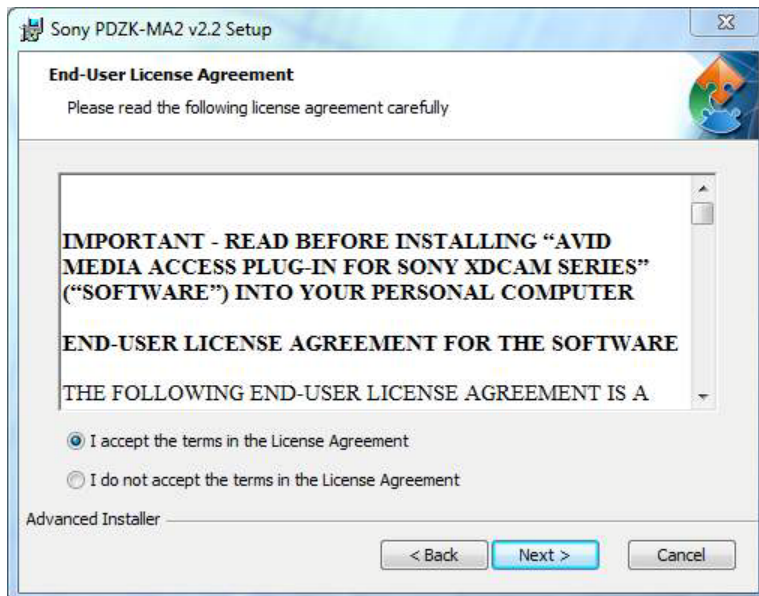 Sony PDZK-MA2 v2.2 Setup
End-User License Agreement
Please read the following license agreement carefully
IMPORTANT - READ BEFORE INSTALLING “AVID
MEDIA ACCESS PLUG-IN FOR SONY XDCAM SERIES”
(“SOFTWARE”) INTO YOUR PERSONAL COMPUTER
END-USER LICENSE AGREEMENT FOR THE SOFTWARE
THE FOLLOWING END-USER LICENSE AGREEMENT IS A
I accept the terms in the License Agreement
I do not accept the terms in the License Agreement
Advanced Installer
< Back Next > Cancel